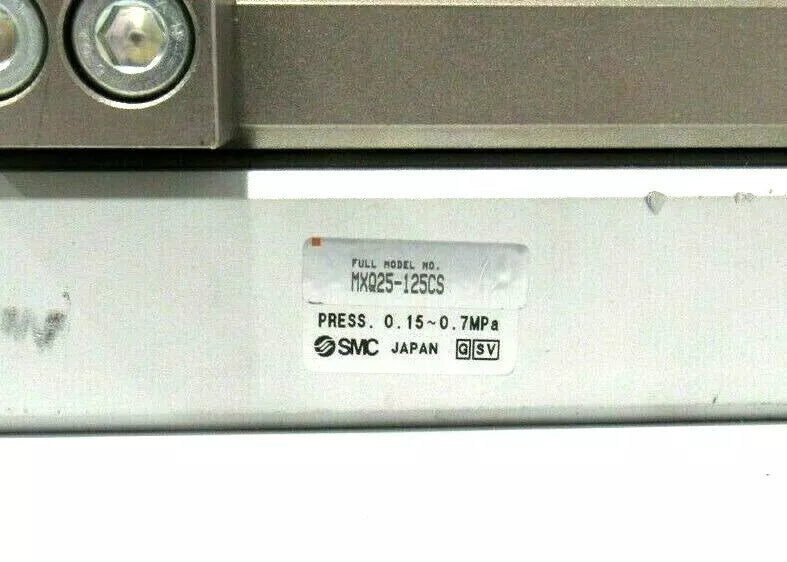 FULL MODEL NO.
MXQ25-125CS
PRESS. 0.15~0.7MPa
SMC JAPAN G SV